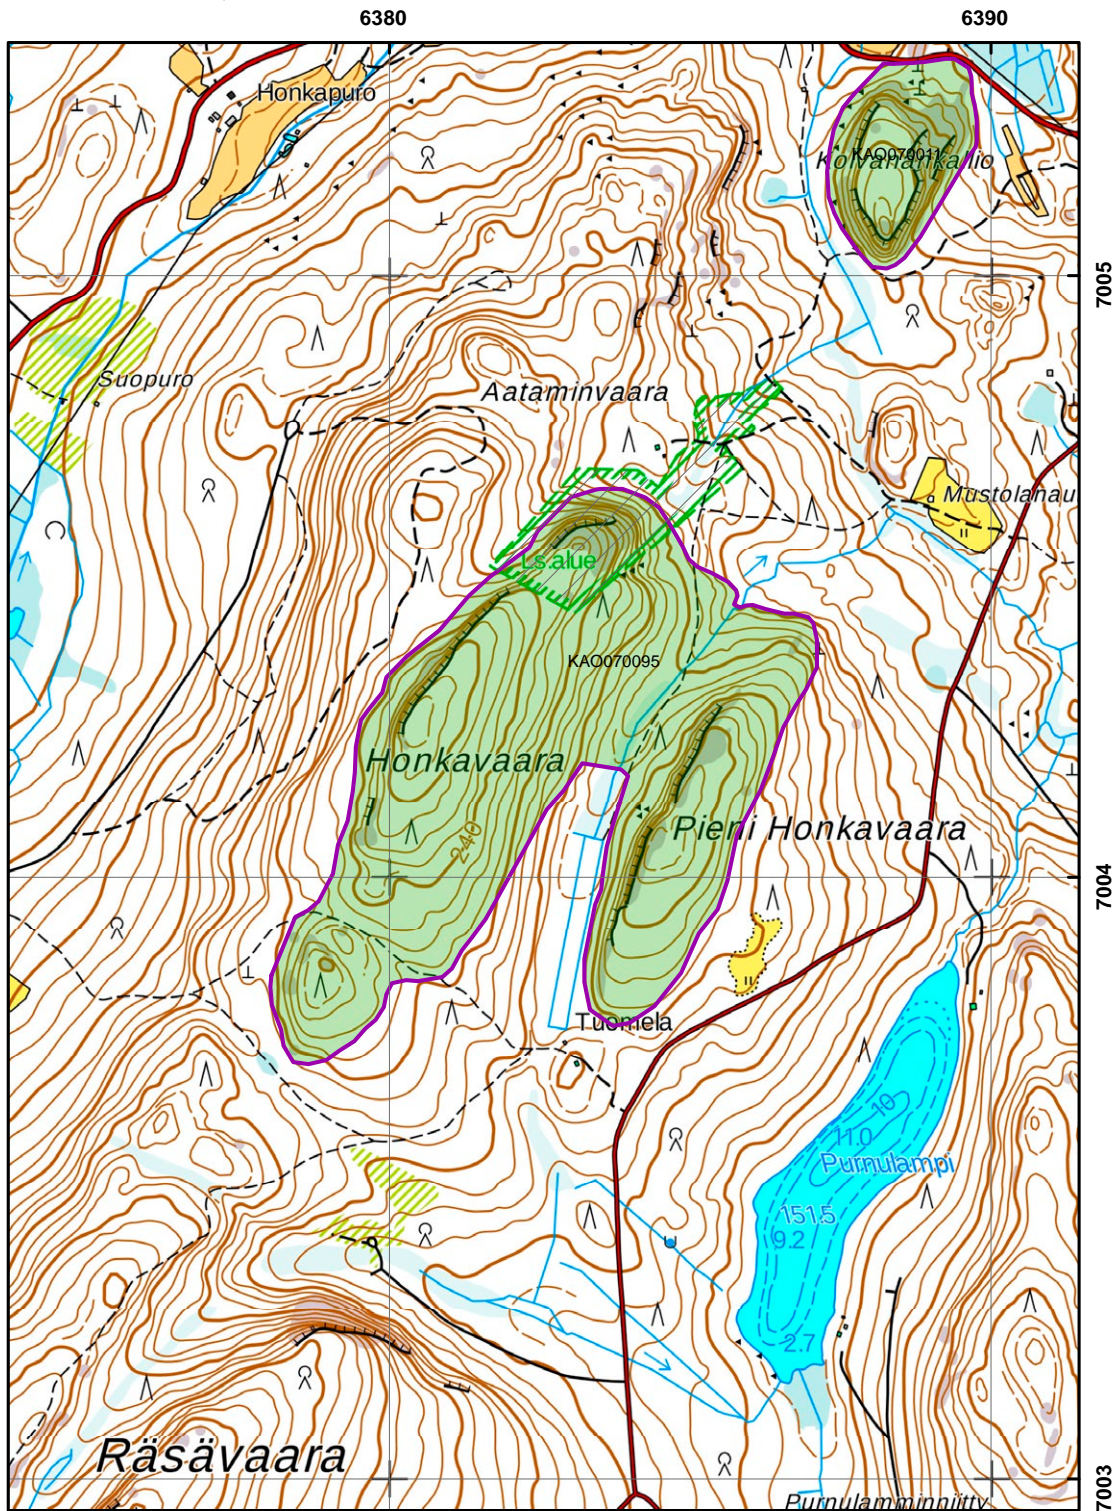 6380
6390
Honkapuro
KAO070011
Kolvanankallio
7005
Suopuro
Aataminvaara
Mustolanau
Ls.alue
KAO070095
Honkavaara
Pieni Honkavaara
240
7004
Tuomela
10
11.0
Purnulampi
151.5
9.2
2.7
Räsävaara
7003
Purnulamminniitty